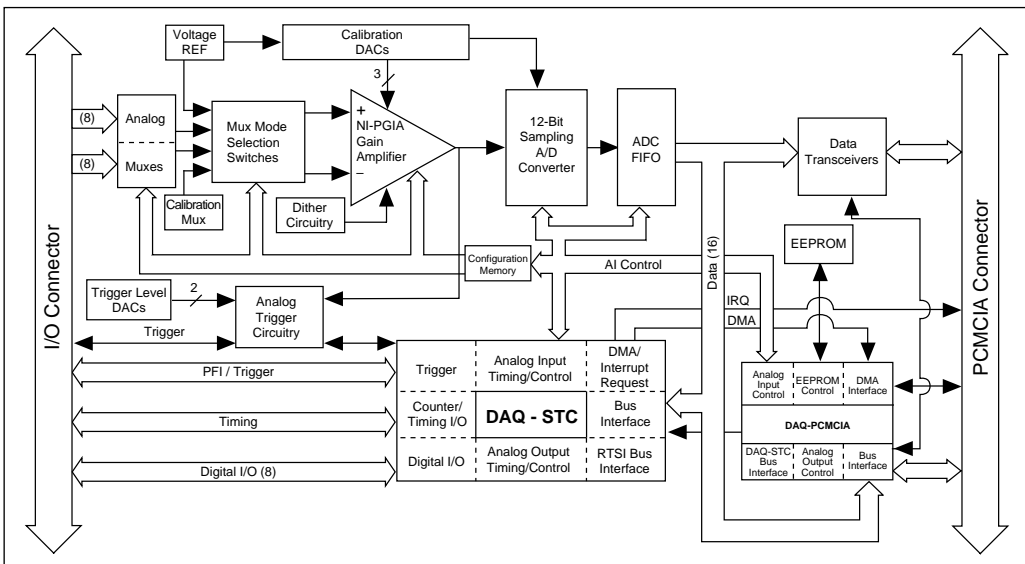 I/O Connector
Voltage
REF
Calibration
DACs
3
(8)
(8)
Analog
Muxes
Mux Mode
Selection
Switches
+
NI-PGIA
Gain
Amplifier
–
Calibration
Mux
Dither
Circuitry
12-Bit
Sampling
A/D
Converter
ADC
FIFO
Data
Transceivers
PCMCIA Connector
Configuration
Memory
AI Control
Data (16)
EEPROM
IRQ
DMA
Trigger Level
DACs
2
Analog
Trigger
Circuitry
Trigger
PFI / Trigger
Timing
Digital I/O (8)
Trigger
Analog Input
Timing/Control
DMA/
Interrupt
Request
Counter/
Timing I/O
DAQ - STC
Bus
Interface
Digital I/O
Analog Output
Timing/Control
RTSI Bus
Interface
Analog
Input
Control
EEPROM
Control
DMA
Interface
DAQ-PCMCIA
DAQ-STC
Bus
Interface
Analog
Output
Control
Bus
Interface